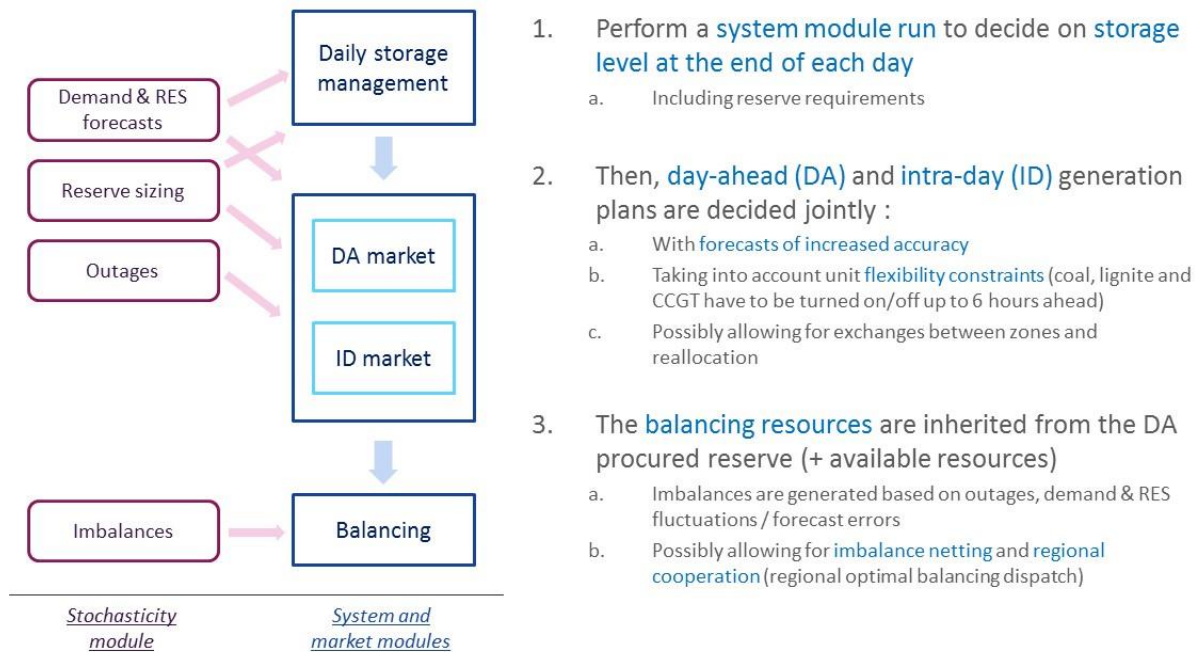 Daily storage
management
Demand & RES
forecasts
Reserve sizing
Outages
DA market
ID market
Imbalances
Balancing
Stochasticity
module
System and
market modules
1. Perform a system module run to decide on storage
level at the end of each day
a. Including reserve requirements
2. Then, day-ahead (DA) and intra-day (ID) generation
plans are decided jointly :
a. With forecasts of increased accuracy
b. Taking into account unit flexibility constraints (coal, lignite and
CCGT have to be turned on/off up to 6 hours ahead)
c. Possibly allowing for exchanges between zones and
reallocation
3. The balancing resources are inherited from the DA
procured reserve (+ available resources)
a. Imbalances are generated based on outages, demand & RES
fluctuations / forecast errors
b. Possibly allowing for imbalance netting and regional
cooperation (regional optimal balancing dispatch)